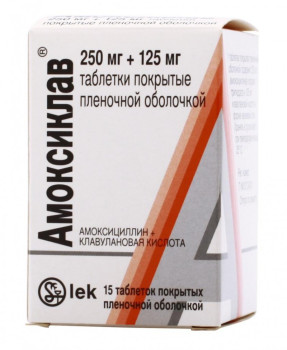 Амоксиклав®
250 мг + 125 мг
таблетки покрытые
пленочной оболочкой
АМОКСИЦИЛЛИН +
КЛАВУЛАНОВАЯ КИСЛОТА
lek
15 таблеток покрытых
пленочной оболочкой